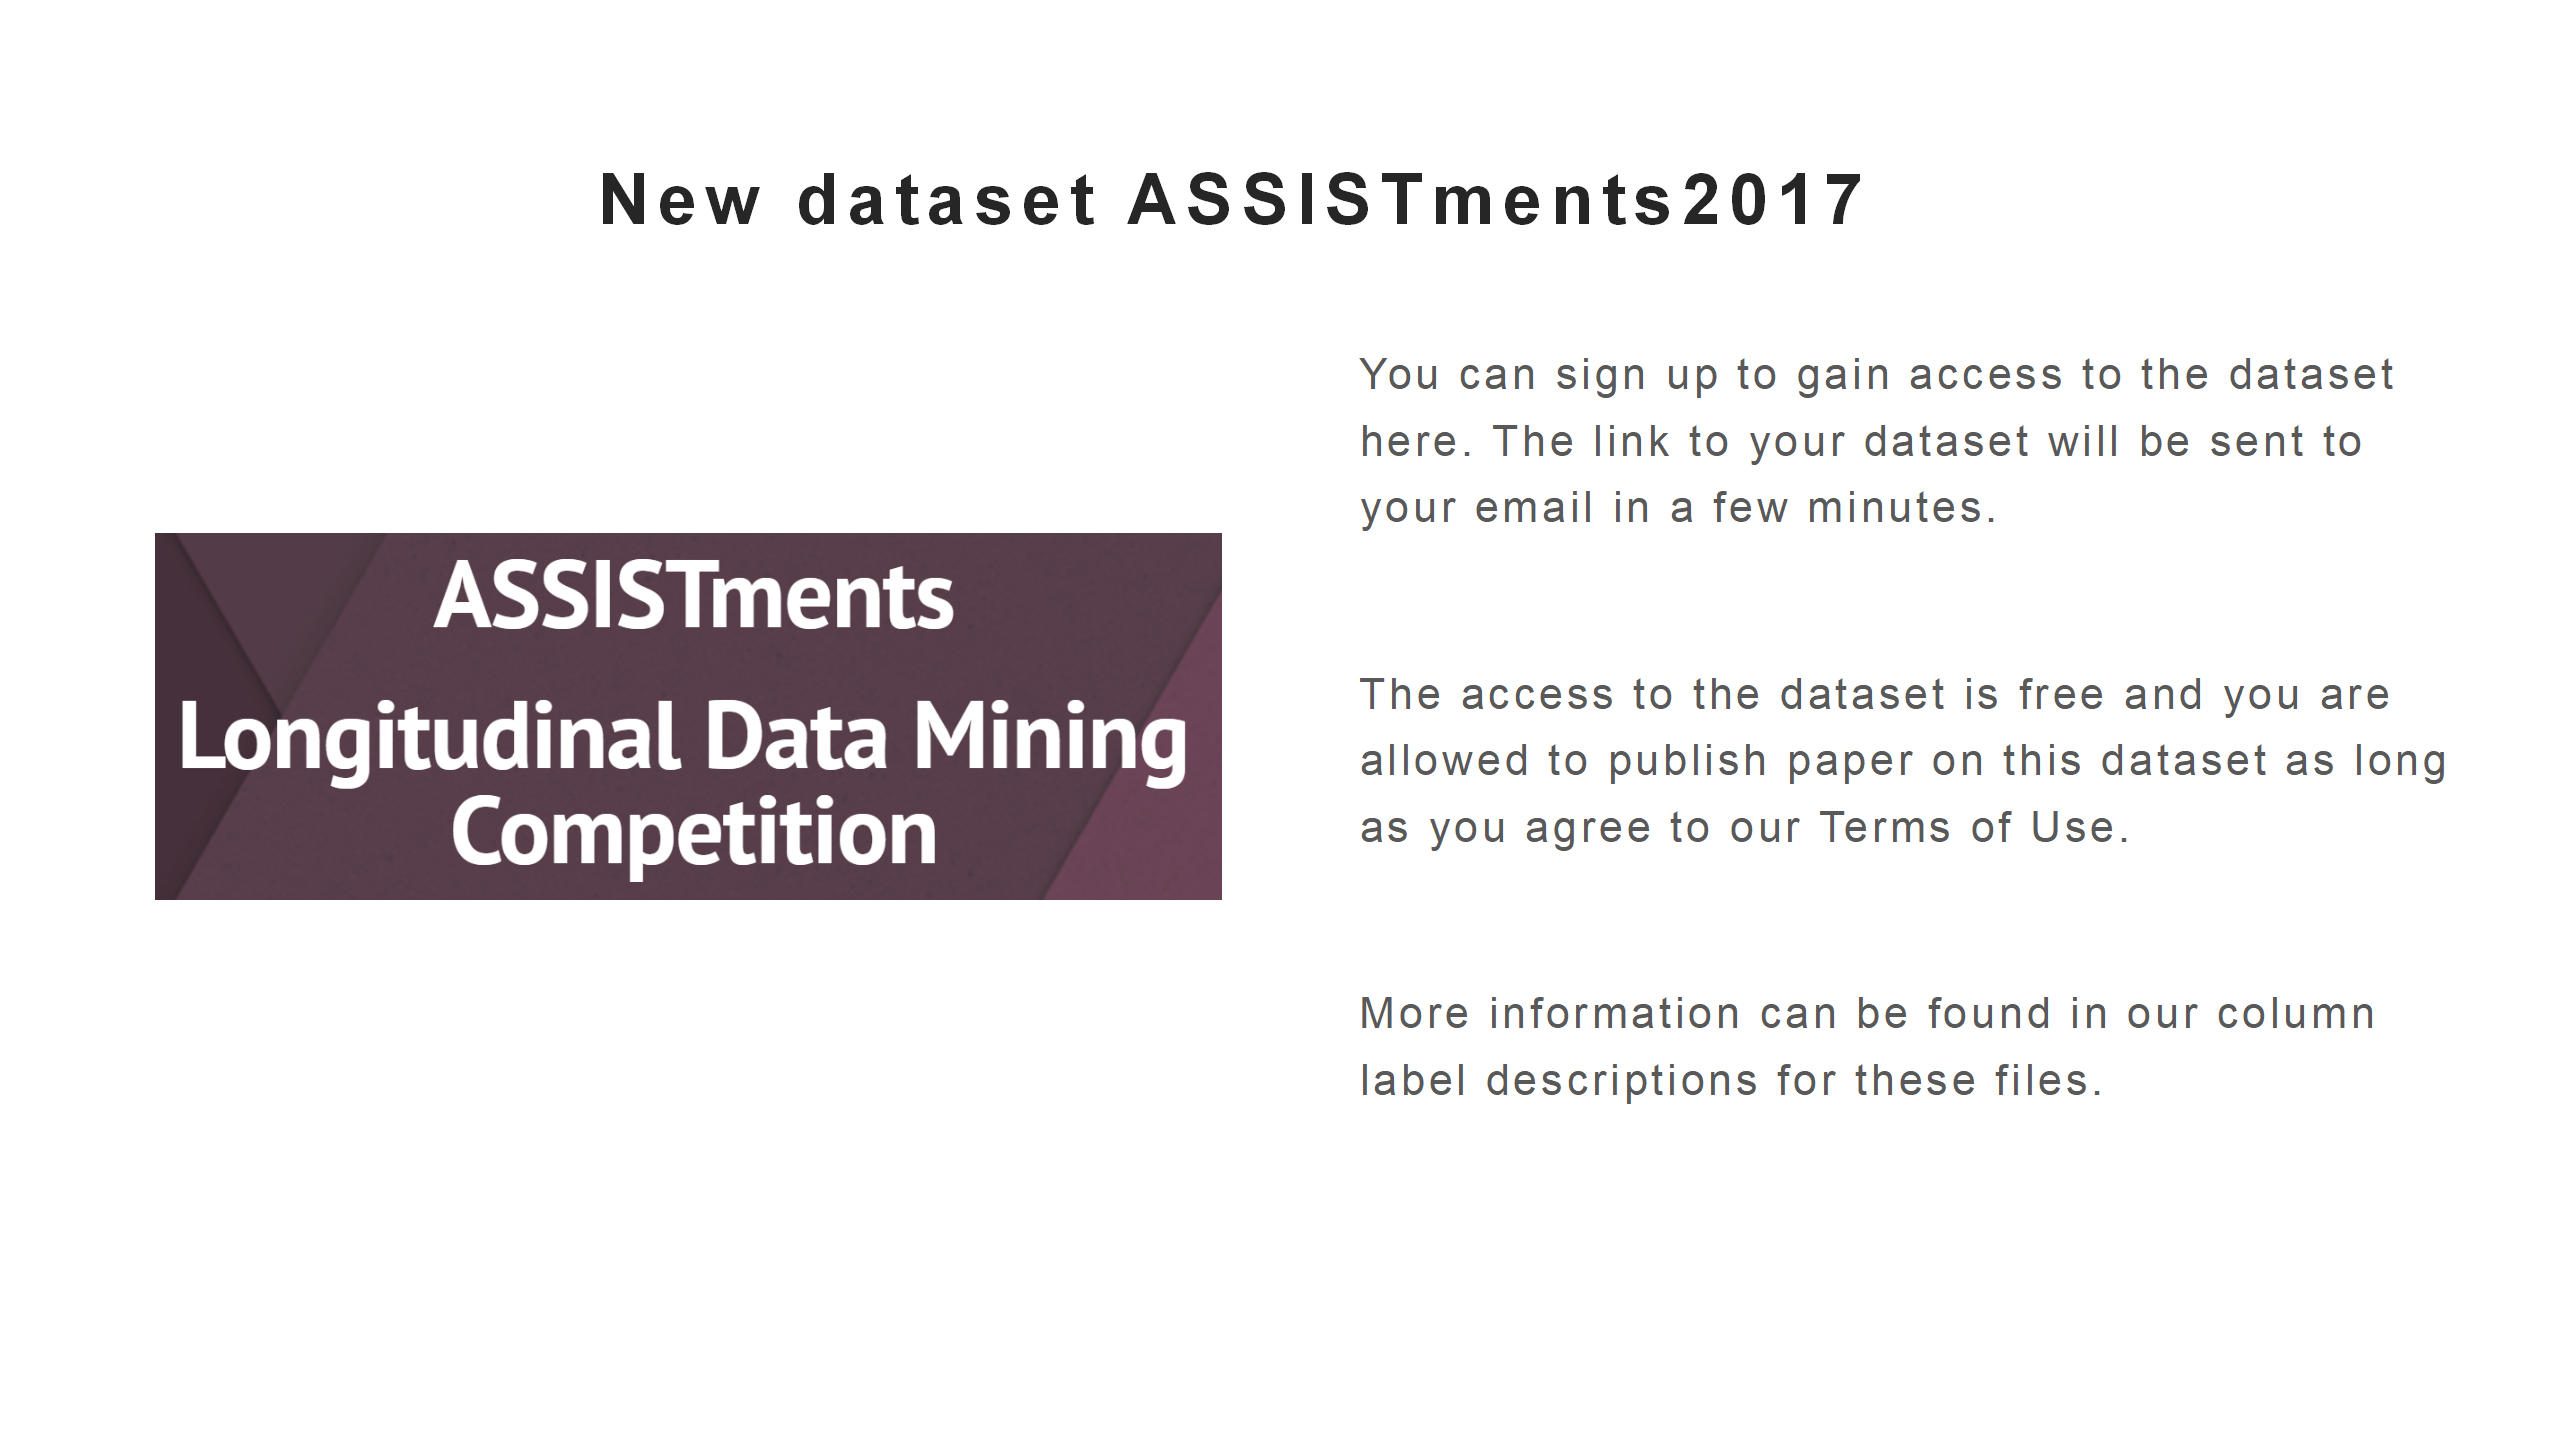 New dataset ASSISTments2017
ASSISTments
Longitudinal Data Mining
Competition
You can sign up to gain access to the dataset
here. The link to your dataset will be sent to
your email in a few minutes.
The access to the dataset is free and you are
allowed to publish paper on this dataset as long
as you agree to our Terms of Use.
More information can be found in our column
label descriptions for these files.